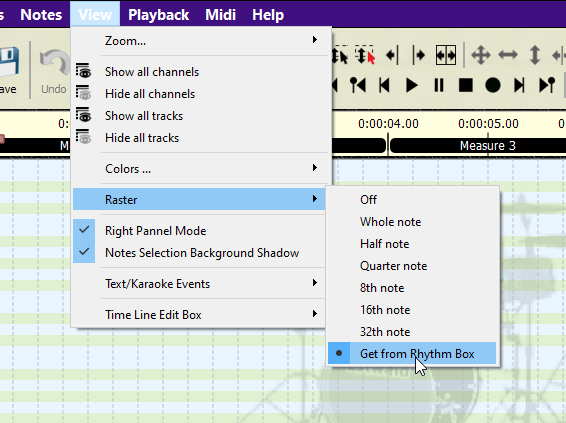 Notes View Playback Midi Help
Zoom...
Show all channels
Hide all channels
Show all tracks
Hide all tracks
Colors ...
Raster
Right Pannel Mode
Notes Selection Background Shadow
Text/Karaoke Events
Time Line Edit Box
Off
Whole note
Half note
Quarter note
8th note
16th note
32th note
Get from Rhythm Box
Undo
0:00:04.00 0:00:05.00
Measure 3